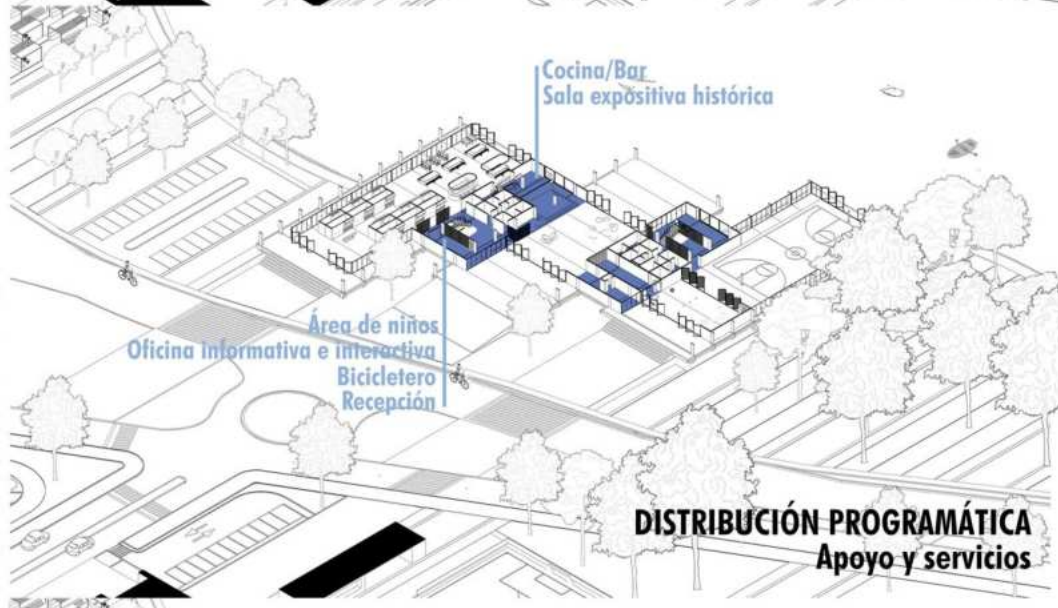 Cocina/Bar
Sala expositiva histórica
Área de niños
Oficina informativa e interactiva
Bicicletero
Recepción
DISTRIBUCIÓN PROGRAMÁTICA
Apoyo y servicios